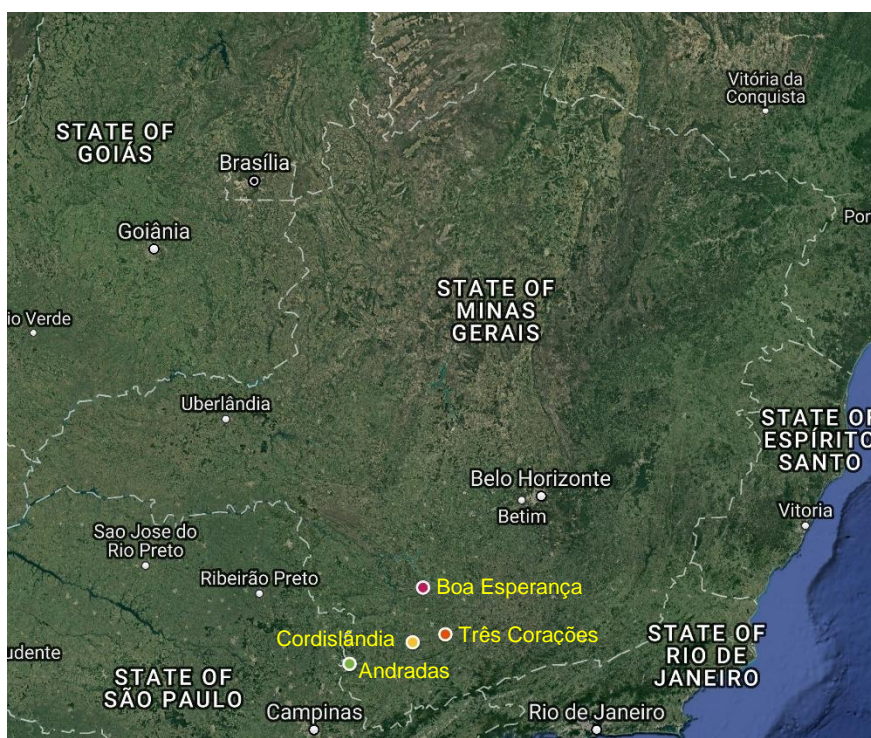 Vitória da
Conquista
STATE OF
GOIÁS
Brasília
Por
Goiânia
STATE OF
MINAS
GERAIS
io Verde
Uberlândia
STATE OF
ESPÍRITO
SANTO
Belo Horizonte
Betim
Vitoria
Sao Jose do
Rio Preto
Ribeirão Preto
Boa Esperança
Cordislândia
Três Corações
STATE OF
RIO DE
JANEIRO
udente
Andradas
STATE OF
SÃO PAULO
Campinas
Rio de Janeiro